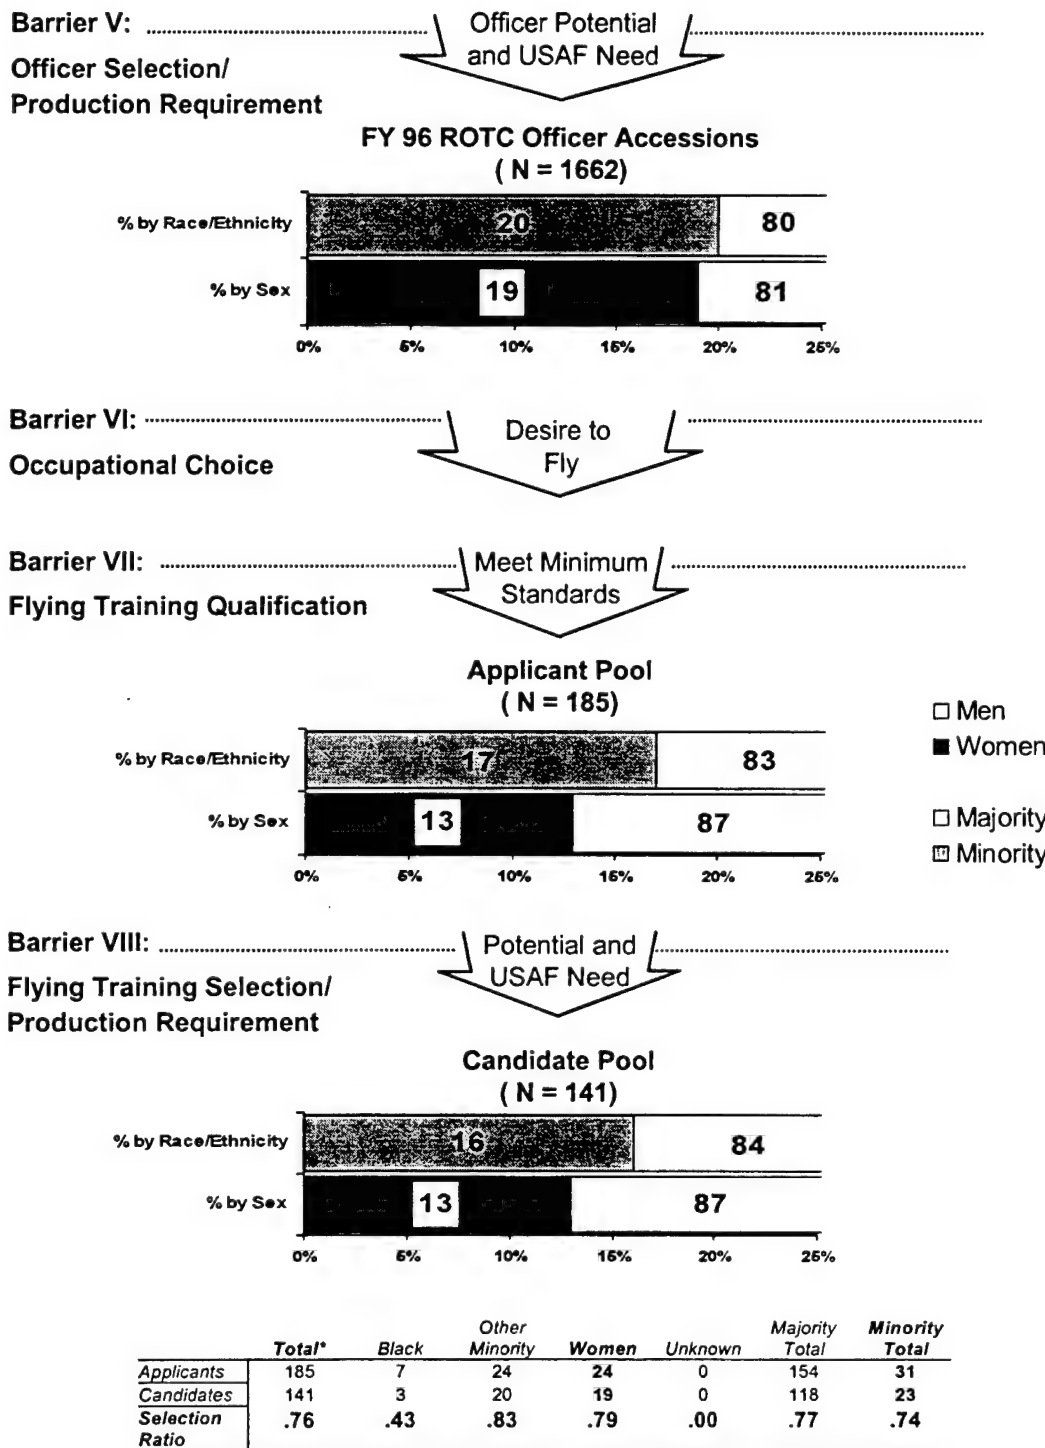 Barrier V:
Officer Potential
and USAF Need
Officer Selection/
Production Requirement
FY 96 ROTC Officer Accessions
( N = 1662)
% by Race/Ethnicity
20
80
% by Sex
19
81
0% 5% 10% 15% 20% 25%
Barrier VI:
Desire to
Fly
Occupational Choice
Barrier VII:
Meet Minimum
Standards
Flying Training Qualification
Applicant Pool
( N = 185)
% by Race/Ethnicity
17
83
% by Sex
13
87
0% 5% 10% 15% 20% 25%
Men
Women
Majority
Minority
Barrier VIII:
Potential and
USAF Need
Flying Training Selection/
Production Requirement
Candidate Pool
( N = 141)
% by Race/Ethnicity
16
84
% by Sex
13
87
0% 5% 10% 15% 20% 25%
Other Majority Minority
Total* Black Minority Women Unknown Total Total
Applicants 185 7 24 24 0 154 31
Candidates 141 3 20 19 0 118 23
Selection .76 .43 .83 .79 .00 .77 .74
Ratio